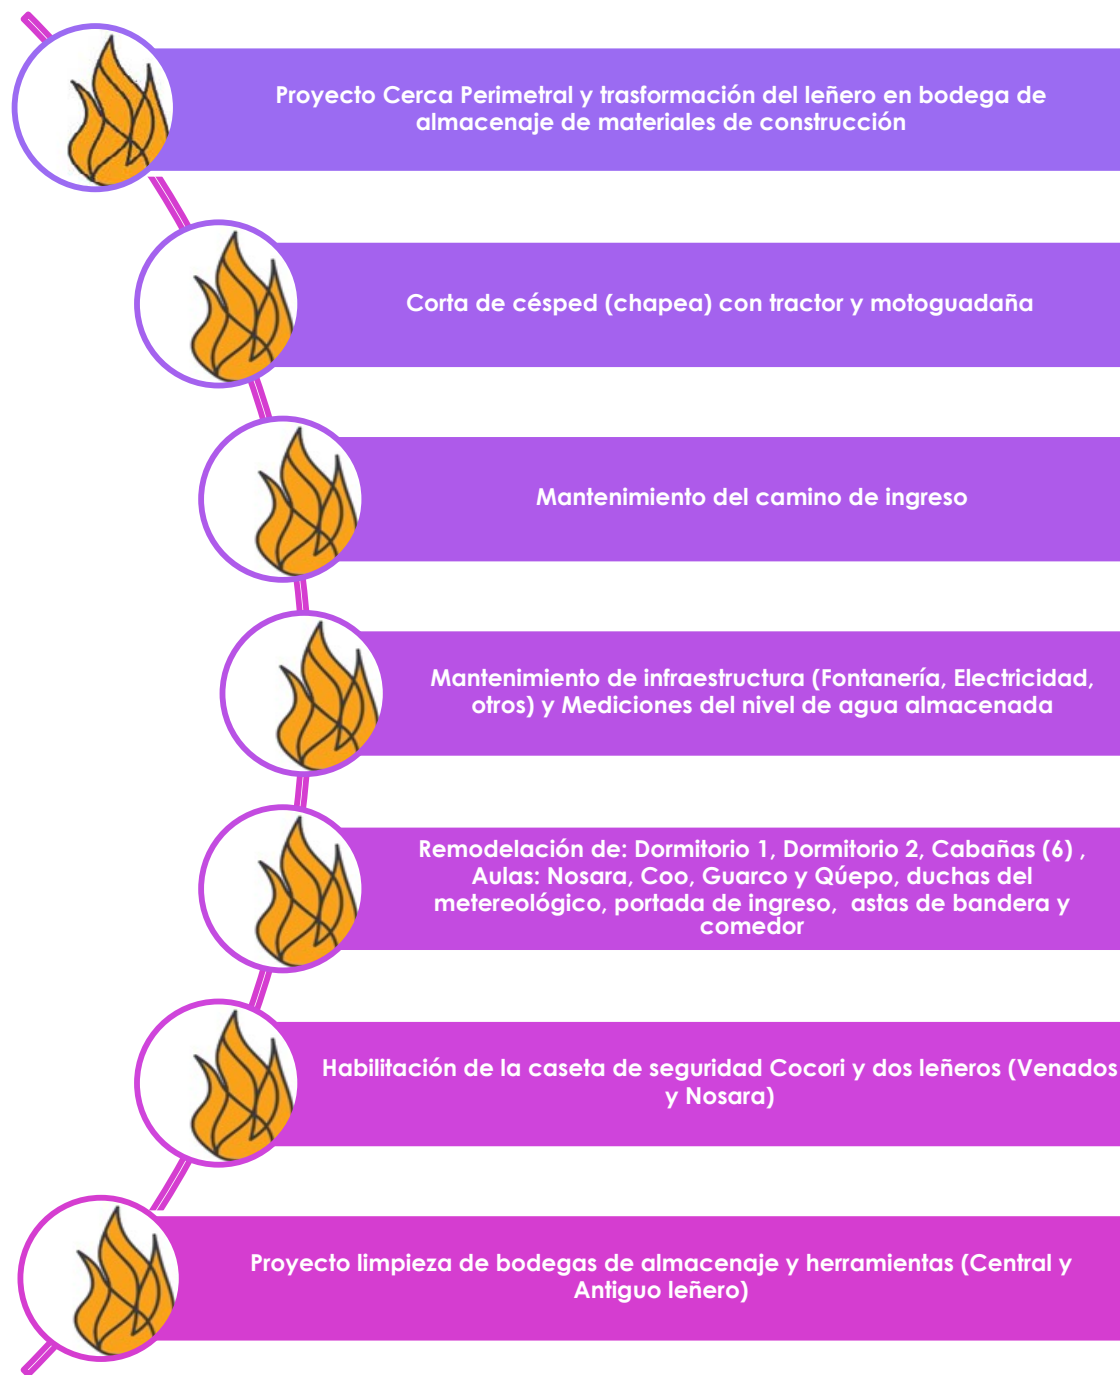 Proyecto Cerca Perimetral y trasformación del leñero en bodega de
almacenaje de materiales de construcción
Corta de césped (chapea) con tractor y motoguadaña
Mantenimiento del camino de ingreso
Mantenimiento de infraestructura (Fontanería, Electricidad,
otros) y Mediciones del nivel de agua almacenada
Remodelación de: Dormitorio 1, Dormitorio 2, Cabañas (6) ,
Aulas: Nosara, Coo, Guarco y Qúepo, duchas del
metereológico, portada de ingreso, astas de bandera y
comedor
Habilitación de la caseta de seguridad Cocori y dos leñeros (Venados
y Nosara)
Proyecto limpieza de bodegas de almacenaje y herramientas (Central y
Antiguo leñero)